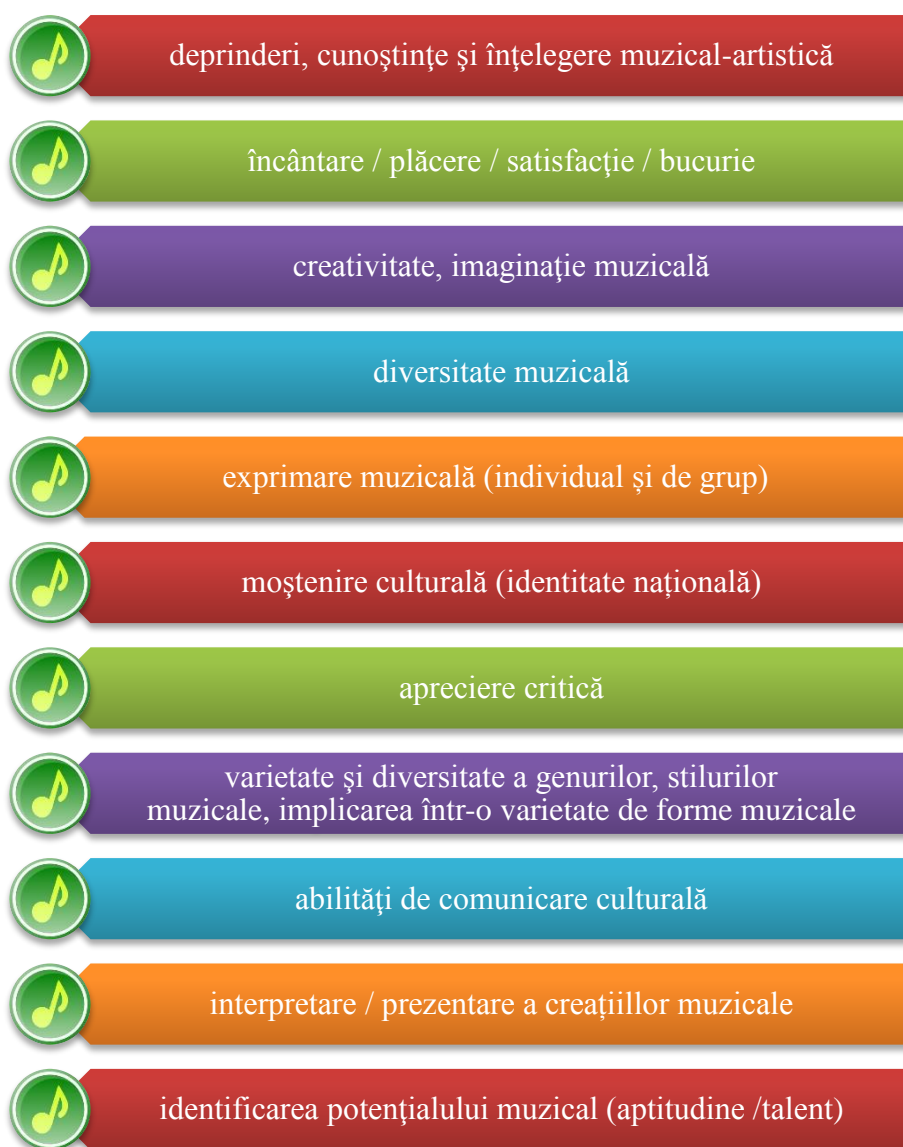 deprinderi, cunoştinţe şi înţelegere muzical-artistică
încântare / plăcere / satisfacţie / bucurie
creativitate, imaginaţie muzicală
diversitate muzicală
exprimare muzicală (individual și de grup)
moştenire culturală (identitate națională)
apreciere critică
varietate şi diversitate a genurilor, stilurilor
muzicale, implicarea într-o varietate de forme muzicale
abilităţi de comunicare culturală
interpretare / prezentare a creațiillor muzicale
identificarea potenţialului muzical (aptitudine /talent)